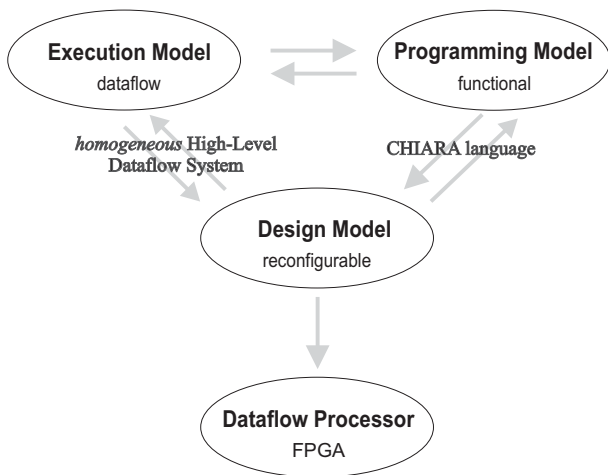 Execution Model
dataflow
Programming Model
functional
homogeneous High-Level
Dataflow System
CHIARA language
Design Model
reconfigurable
Dataflow Processor
FPGA